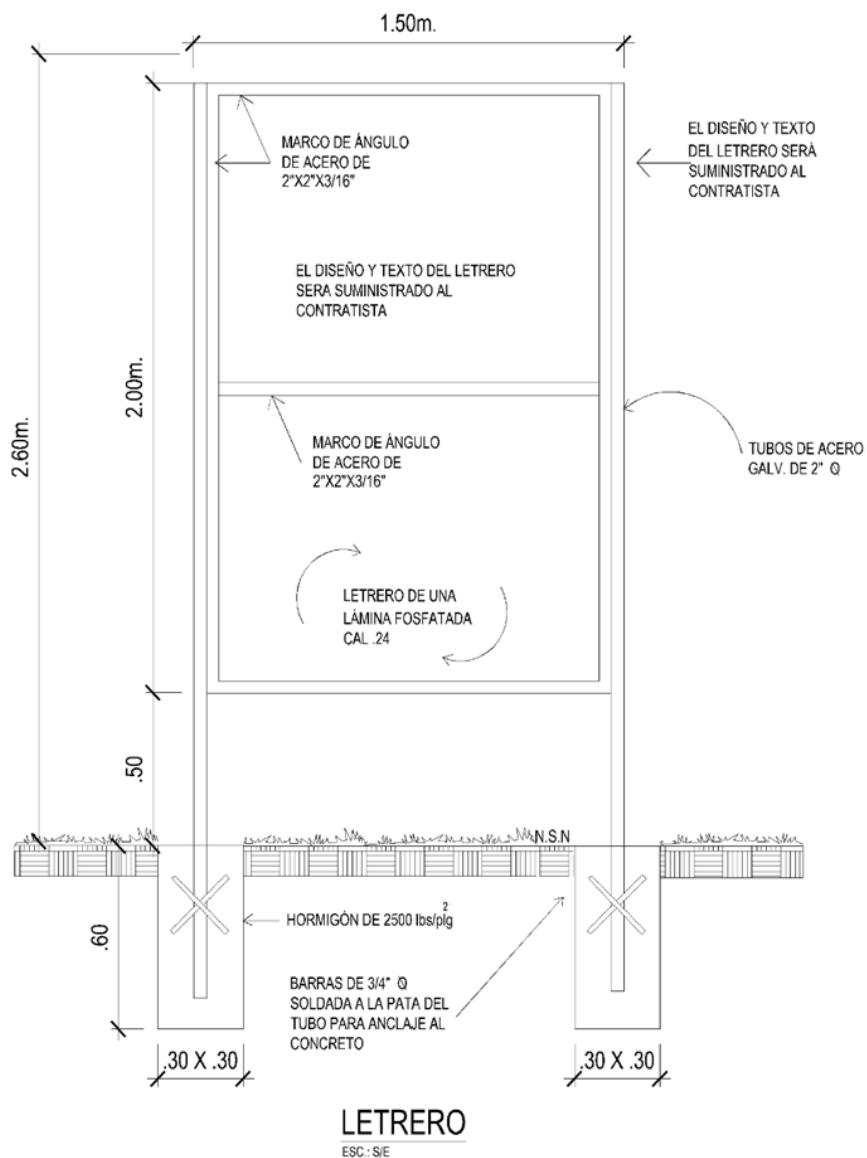 1.50m.
MARCO DE ÁNGULO
DE ACERO DE
2"X2"X3/16"
EL DISEÑO Y TEXTO
DEL LETRERO SERÁ
SUMINISTRADO AL
CONTRATISTA
EL DISEÑO Y TEXTO DEL LETRERO
SERA SUMINISTRADO AL
CONTRATISTA
2.00m.
2.60m.
MARCO DE ÁNGULO
DE ACERO DE
2"X2"X3/16"
TUBOS DE ACERO
GALV. DE 2" Q
LETRERO DE UNA
LÁMINA FOSFATADA
CAL .24
.50
N.S.N
.60
HORMIGÓN DE 2500 lbs/plg²
BARRAS DE 3/4" Q
SOLDADA A LA PATA DEL
TUBO PARA ANCLAJE AL
CONCRETO
.30 X .30
.30 X .30
LETRERO
ESC.: S/E